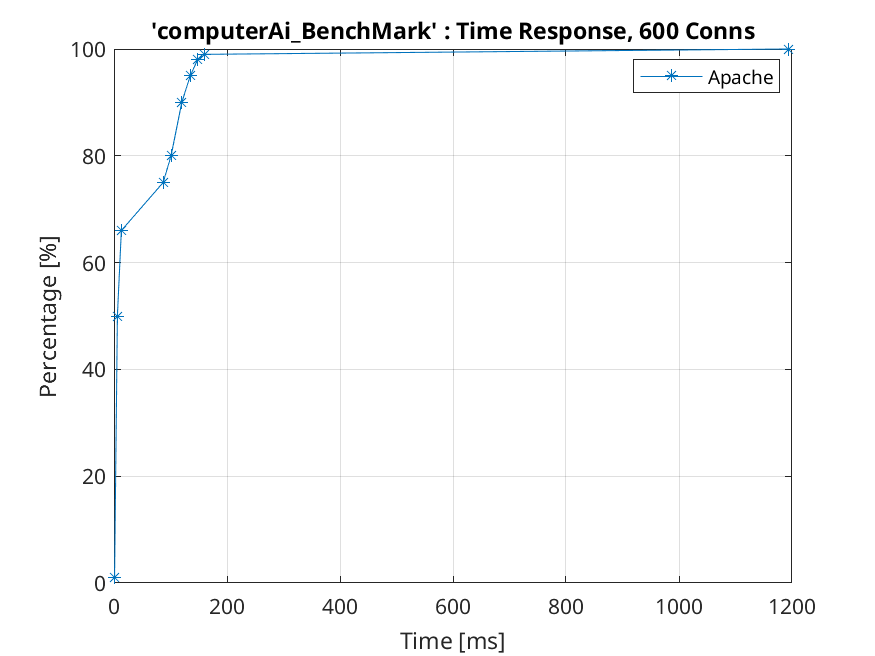 'computerAi_BenchMark' : Time Response, 600 Conns
100
80
60
40
20
0
Percentage [%]
Apache
0 200 400 600 800 1000 1200
Time [ms]